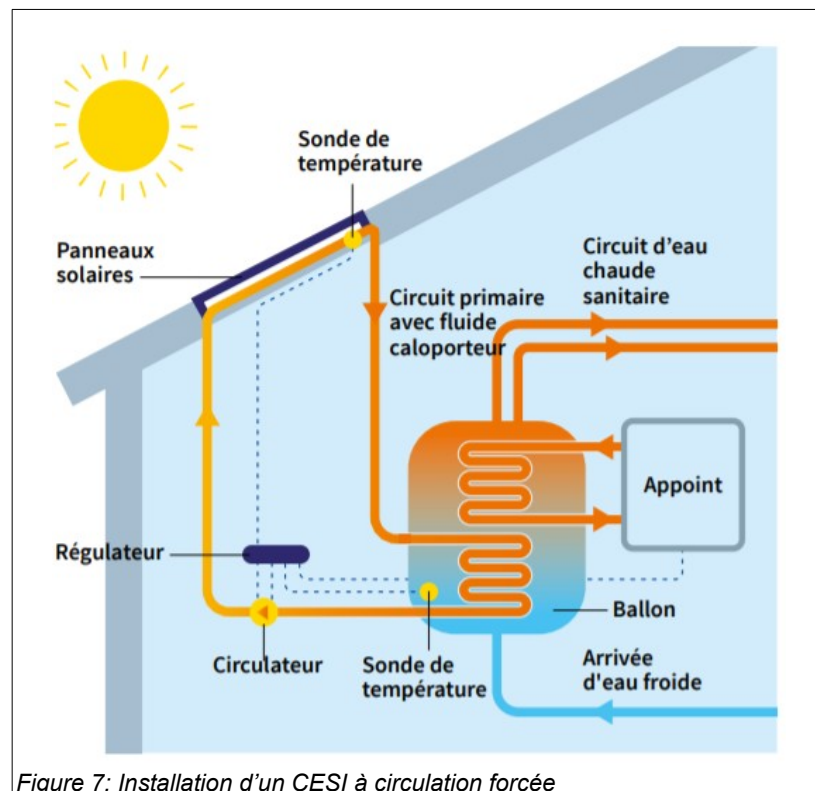 Sonde de
température
Panneaux
solaires
Circuit d'eau
chaude
sanitaire
Circuit primaire
avec fluide
caloporteur
Appoint
Régulateur
Ballon
Circulateur
Sonde de
température
Arrivée
d'eau froide
Figure 7: Installation d'un CESI à circulation forcée